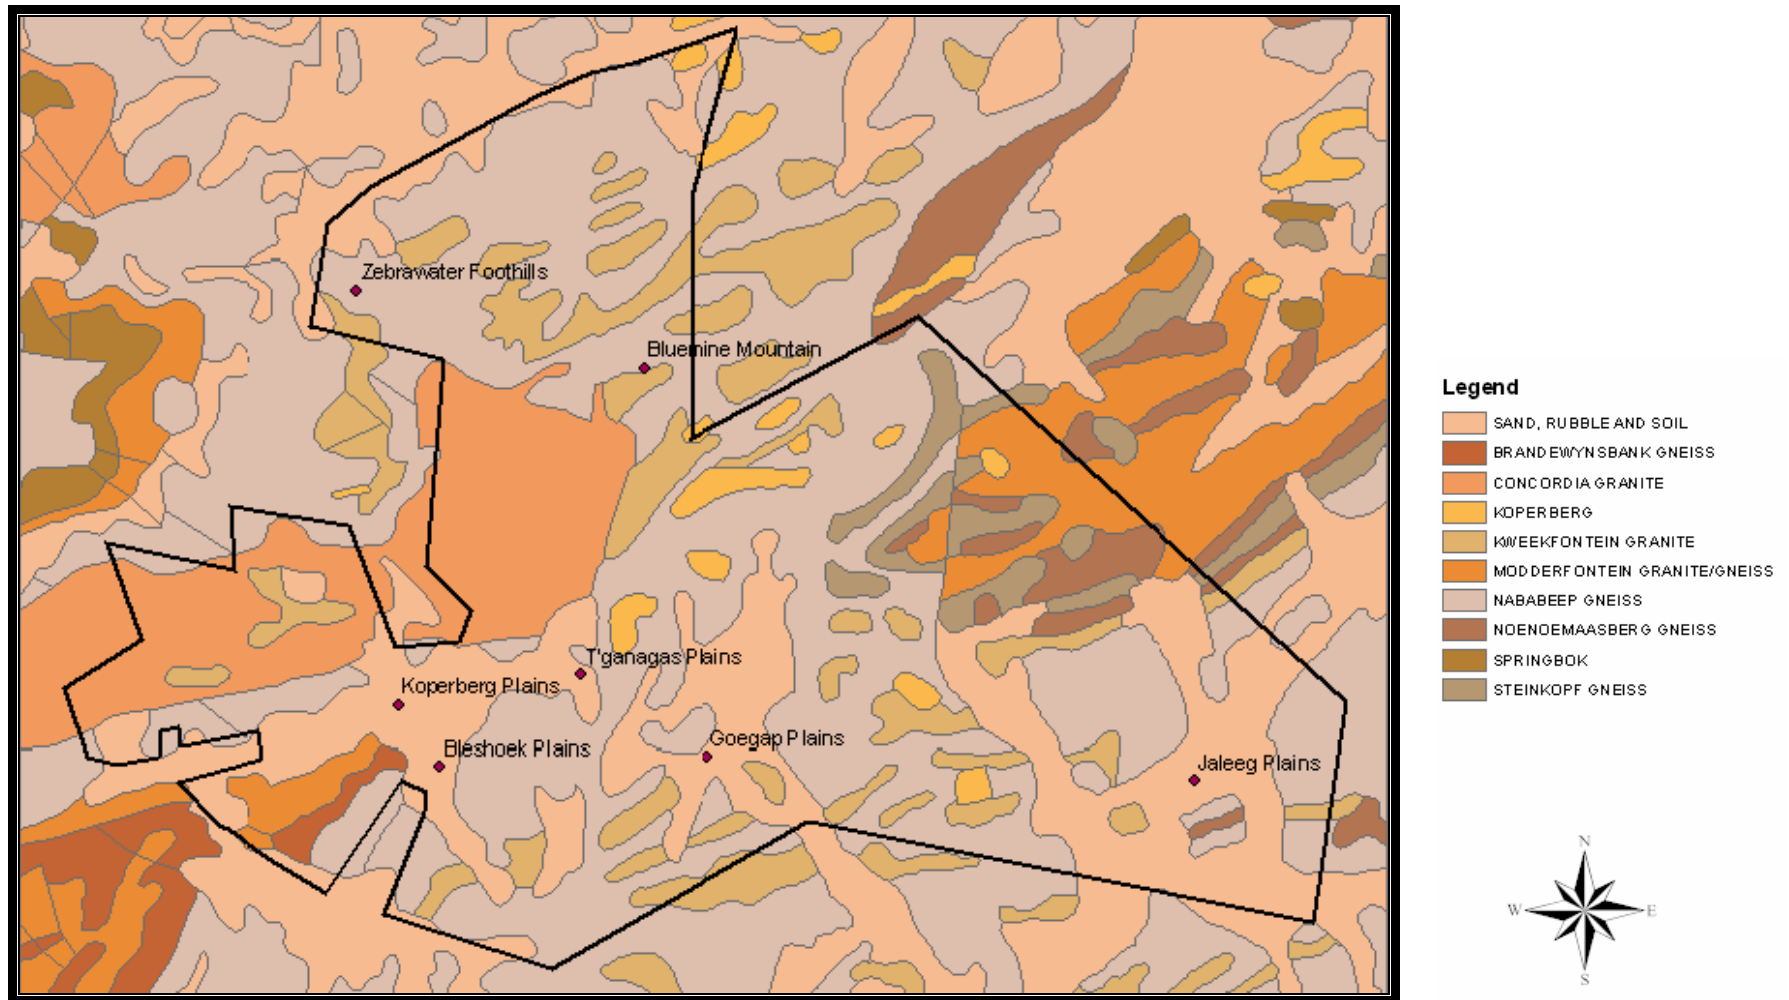 Zebrawater Foothills
Bluemine Mountain
T'ganagas Plains
Koperberg Plains
Goegap Plains
Bleshoek Plains
Jaleeg Plains
Legend
SAND, RUBBLE AND SOIL
BRANDEWYNSBANK GNEISS
CONCORDIA GRANITE
KOPERBERG
KWEEKFONTEIN GRANITE
MODDERFONTEIN GRANITE/GNEISS
NABABEEP GNEISS
NOENOEMAASBERG GNEISS
SPRINGBOK
STEINKOPF GNEISS
N
W E
S